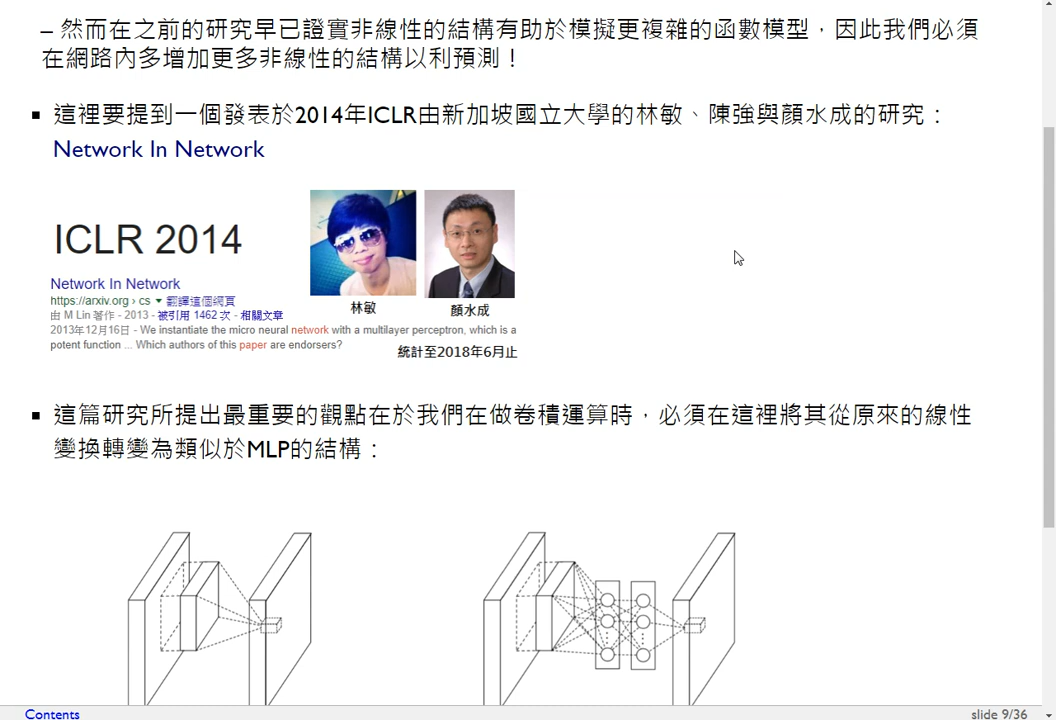 – 然而在之前的研究早已證實非線性的結構有助於模擬更複雜的函數模型，因此我們必須
在網路內多增加更多非線性的結構以利預測！
▪ 這裡要提到一個發表於2014年ICLR由新加坡國立大學的林敏、陳強與顏水成的研究：
Network In Network
ICLR 2014
Network In Network
https://arxiv.org › cs ▾ 翻譯這個網頁
由 M Lin 著作 - 2013 - 被引用 1462 次 - 相關文章
2013年12月16日 - We instantiate the micro neural network with a multilayer perceptron, which is a
potent function ... Which authors of this paper are endorsers?
林敏
顏水成
統計至2018年6月止
▪ 這篇研究所提出最重要的觀點在於我們在做卷積運算時，必須在這裡將其從原來的線性
變換轉變為類似於MLP的結構：
Contents
slide 9/36